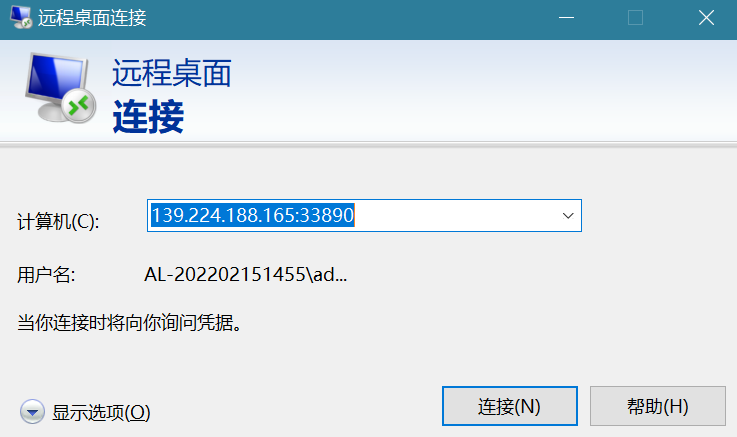 远程桌面连接
远程桌面
连接
计算机(C): 139.224.188.165:33890
用户名: AL-202202151455\ad...
当你连接时将向你询问凭据。
显示选项(O) 连接(N) 帮助(H)